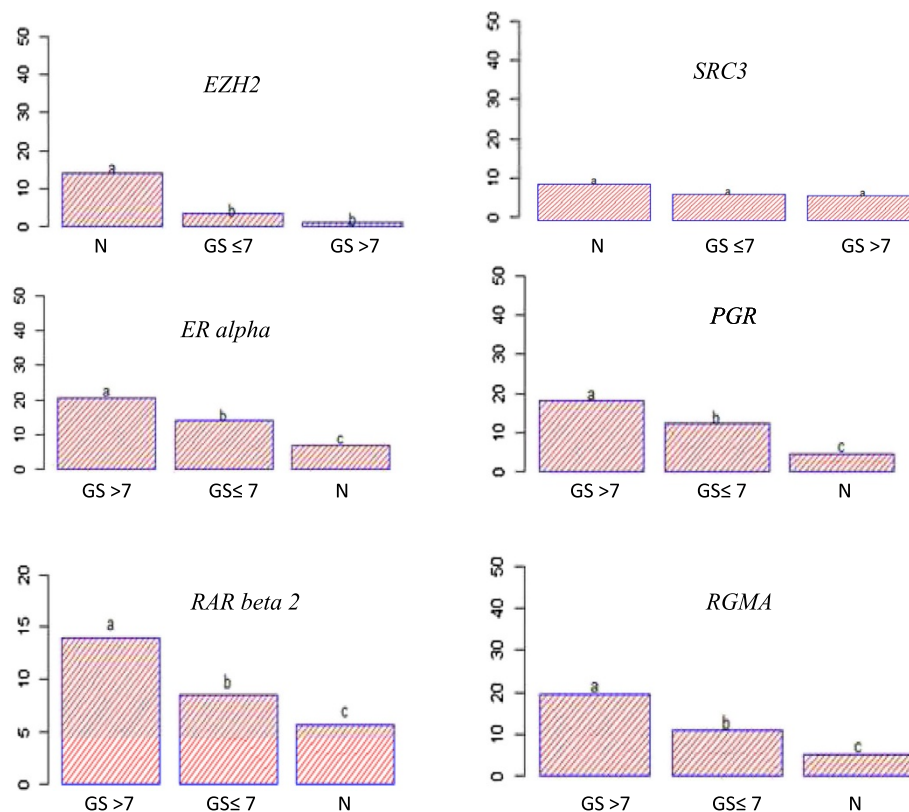 50
40
30
20
10
0
EZH2
a
b
b
N GS ≤7 GS >7
50
40
30
20
10
0
SRC3
a
a
a
N GS ≤7 GS >7
50
40
30
20
10
0
ER alpha
a
b
c
GS >7 GS≤ 7 N
50
40
30
20
10
0
PGR
a
b
c
GS >7 GS≤ 7 N
20
15
10
5
0
RAR beta 2
a
b
c
GS >7 GS≤ 7 N
50
40
30
20
10
0
RGMA
a
b
c
GS >7 GS≤ 7 N